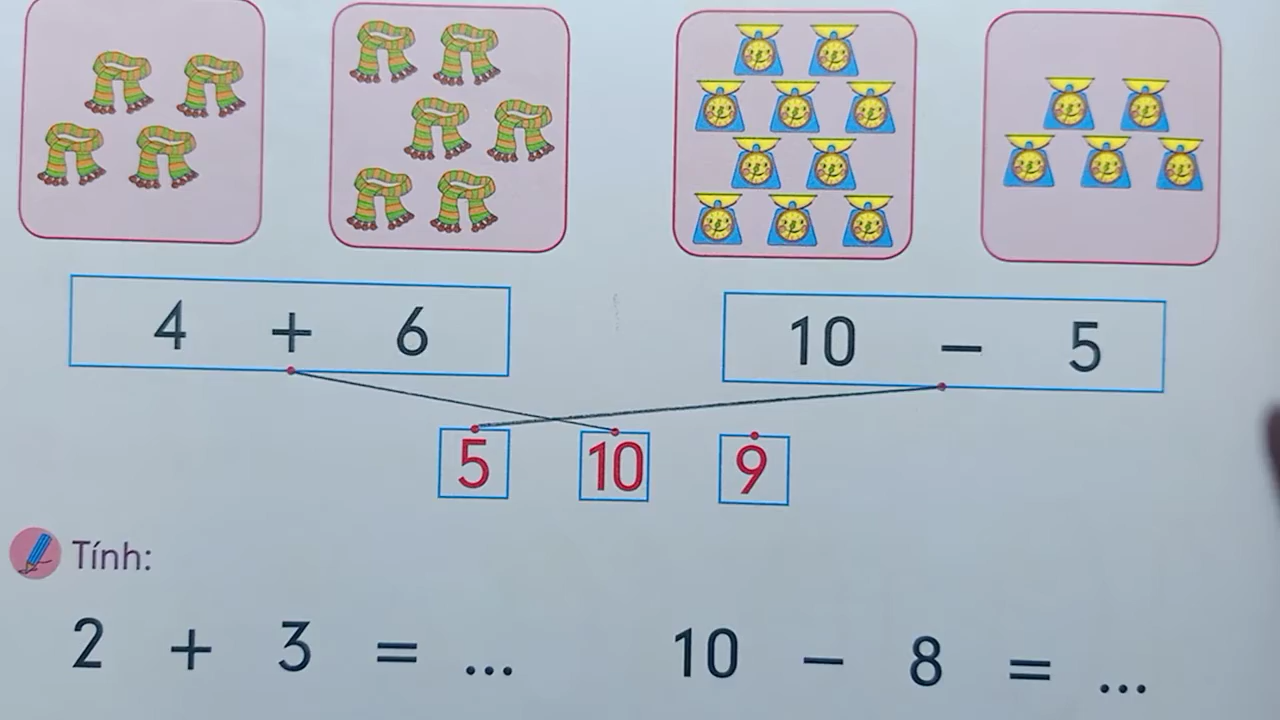 4 + 6
10 - 5
5 10 9
Tính:
2 + 3 = ...
10 - 8 = ...